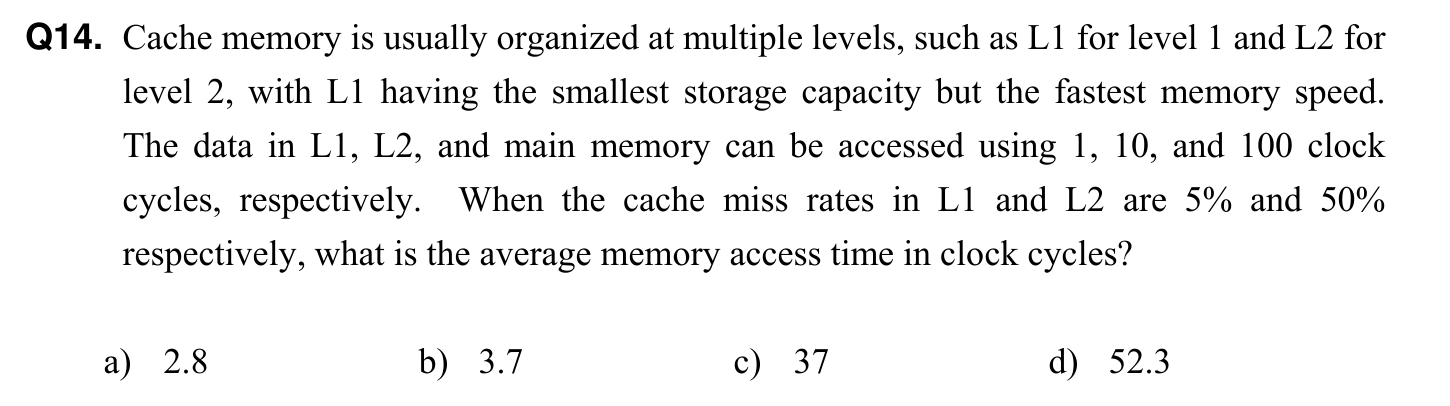 Q14. Cache memory is usually organized at multiple levels, such as L1 for level 1 and L2 for
level 2, with L1 having the smallest storage capacity but the fastest memory speed.
The data in L1, L2, and main memory can be accessed using 1, 10, and 100 clock
cycles, respectively. When the cache miss rates in L1 and L2 are 5% and 50%
respectively, what is the average memory access time in clock cycles?
a) 2.8 b) 3.7 c) 37 d) 52.3